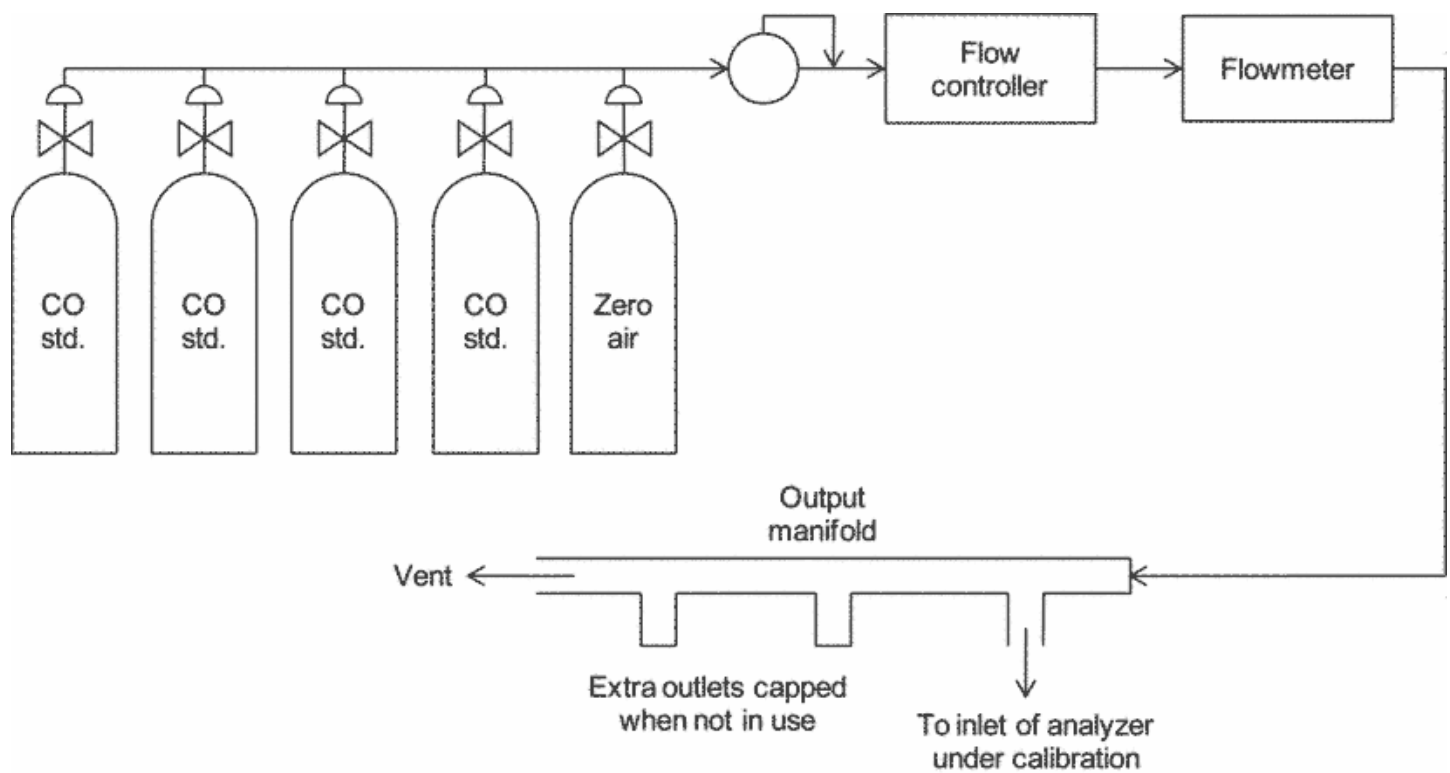 Flow
controller
Flowmeter
CO
std.
CO
std.
CO
std.
CO
std.
Zero
air
Output
manifold
Vent
Extra outlets capped
when not in use
To inlet of analyzer
under calibration